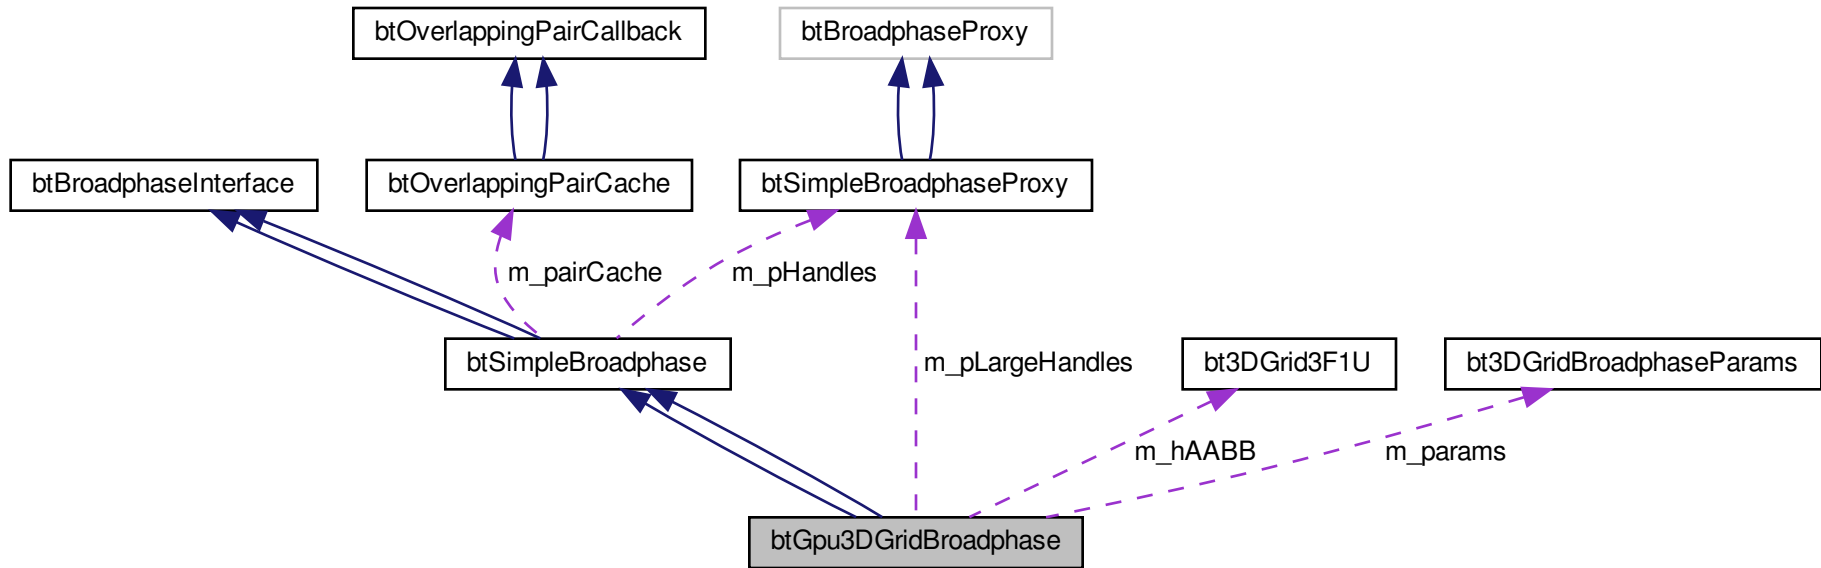 btOverlappingPairCallback
btBroadphaseProxy
btBroadphaseInterface
btOverlappingPairCache
btSimpleBroadphaseProxy
m_pairCache
m_pHandles
btSimpleBroadphase
m_pLargeHandles
bt3DGrid3F1U
bt3DGridBroadphaseParams
m_hAABB
m_params
btGpu3DGridBroadphase